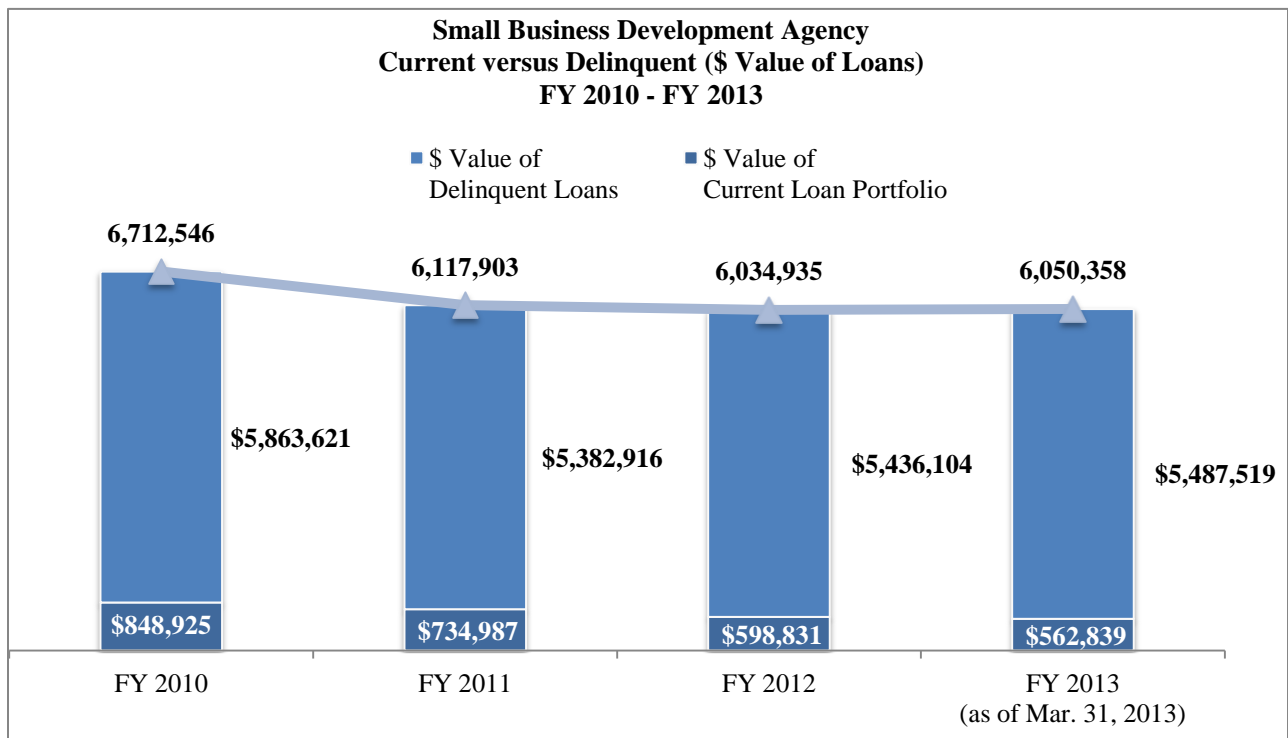 Small Business Development Agency
Current versus Delinquent ($ Value of Loans)
FY 2010 - FY 2013
$ Value of
Delinquent Loans
$ Value of
Current Loan Portfolio
6,712,546
6,117,903
6,034,935
6,050,358
$5,863,621
$5,382,916
$5,436,104
$5,487,519
$848,925
$734,987
$598,831
$562,839
FY 2010
FY 2011
FY 2012
FY 2013
(as of Mar. 31, 2013)